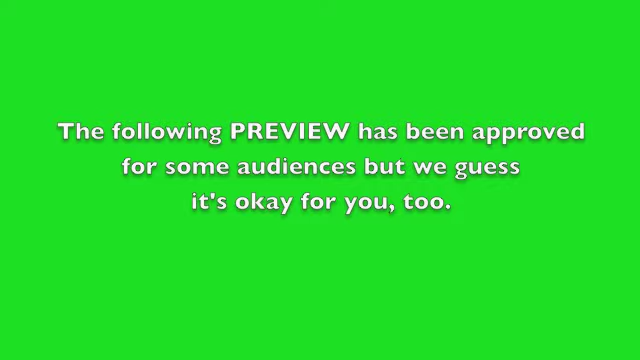 The following PREVIEW has been approved
for some audiences but we guess
it's okay for you, too.